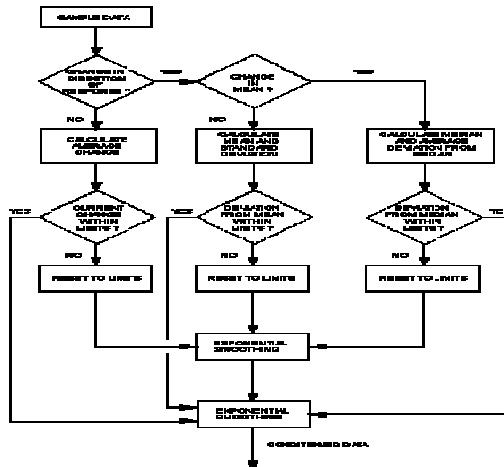 SAMPLE DATA
CHANGE IN
DIRECTION
OF
RESPONSE ?
YES
CHANGE
IN
MEAN ?
YES
NO
NO
CALCULATE
AVERAGE
CHANGE
CALCULATE
MEAN AND
STANDARD
DEVIATION
CALCULATE MEDIAN
AND AVERAGE
DEVIATION FROM
MEDIAN
YES
CURRENT
CHANGE
WITHIN
LIMITS ?
YES
DEVIATION
FROM MEAN
WITHIN
LIMITS ?
DEVIATION
FROM MEDIAN
WITHIN
LIMITS ?
YES
NO
NO
NO
RESET TO LIMITS
RESET TO LIMITS
RESET TO LIMITS
EXPONENTIAL
SMOOTHING
EXPONENTIAL
CONDITIONED DATA